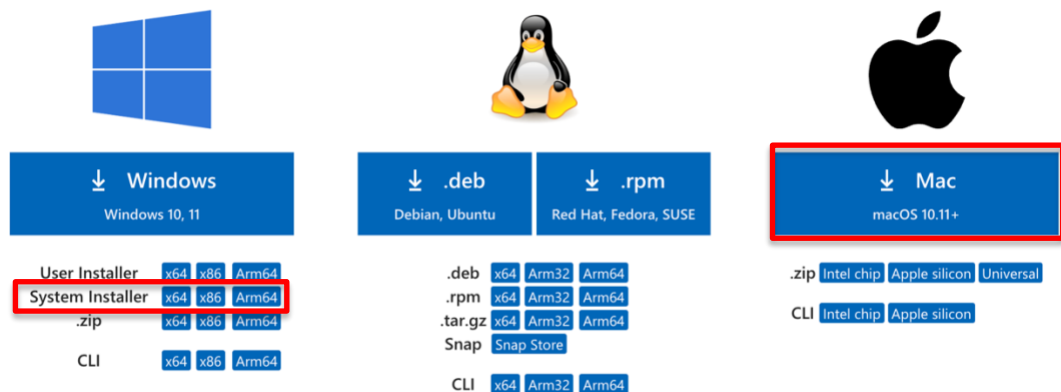 Windows
Windows 10, 11
User Installer x64 x86 Arm64
System Installer x64 x86 Arm64
.zip x64 x86 Arm64
CLI x64 x86 Arm64
.deb
Debian, Ubuntu
.rpm
Red Hat, Fedora, SUSE
.deb x64 Arm32 Arm64
.rpm x64 Arm32 Arm64
.tar.gz x64 Arm32 Arm64
Snap Snap Store
CLI x64 Arm32 Arm64
Mac
macOS 10.11+
.zip Intel chip Apple silicon Universal
CLI Intel chip Apple silicon